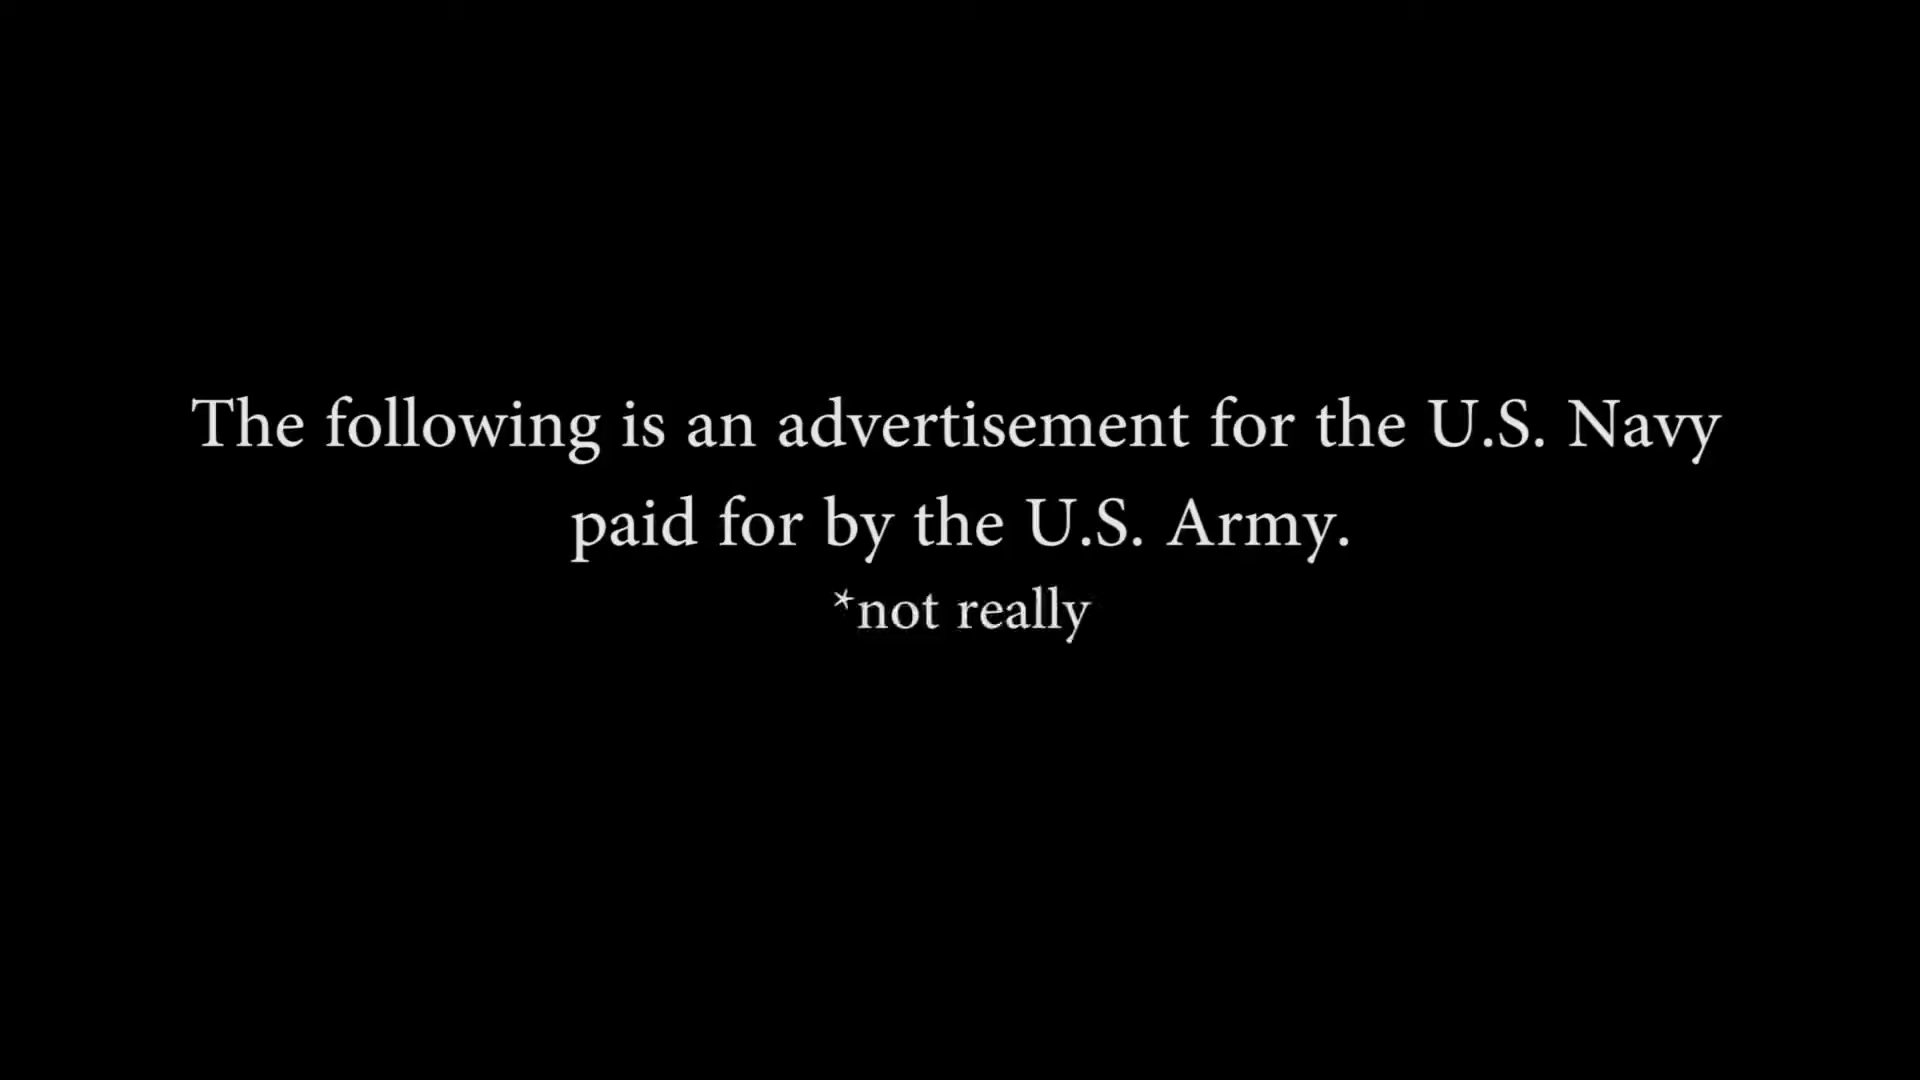 The following is an advertisement for the U.S. Navy
paid for by the U.S. Army.
*not really